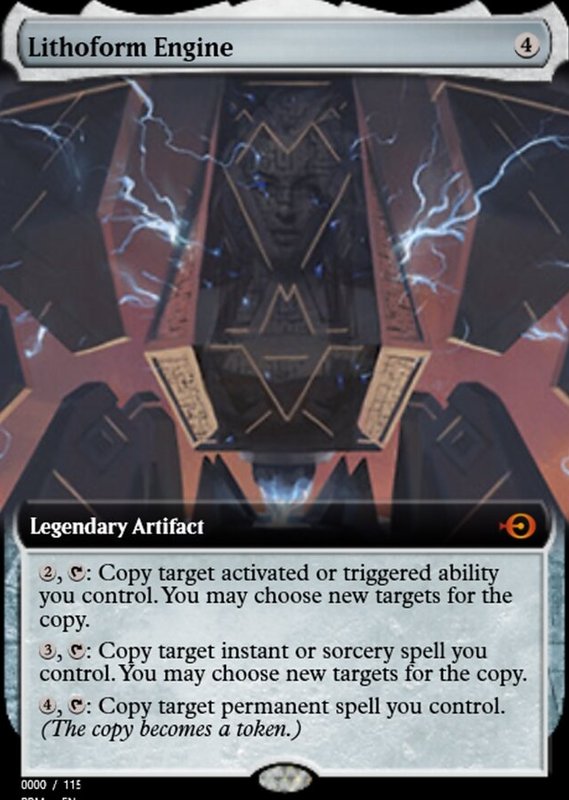 Lithoform Engine 4
Legendary Artifact
2, : Copy target activated or triggered ability
you control. You may choose new targets for the
copy.
3, : Copy target instant or sorcery spell you
control. You may choose new targets for the copy.
4, : Copy target permanent spell you control.
(The copy becomes a token.)
0000 / 115